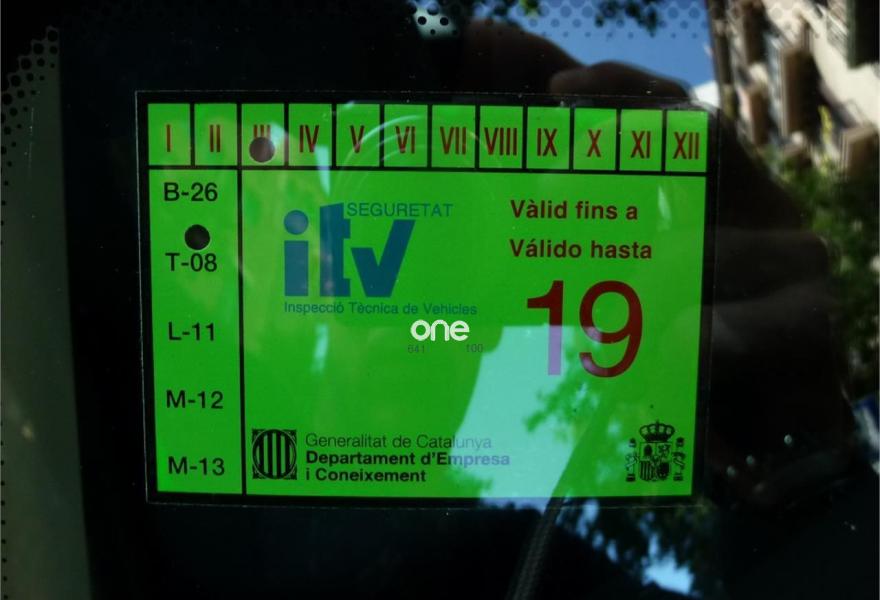 I II III IV V VI VII VIII IX X XI XII
B-26
T-08
L-11
M-12
M-13
SEGURETAT
itv
Inspecció Tècnica de Vehicles
Vàlid fins a
Válido hasta
19
one
641 100
Generalitat de Catalunya
Departament d'Empresa
i Coneixement